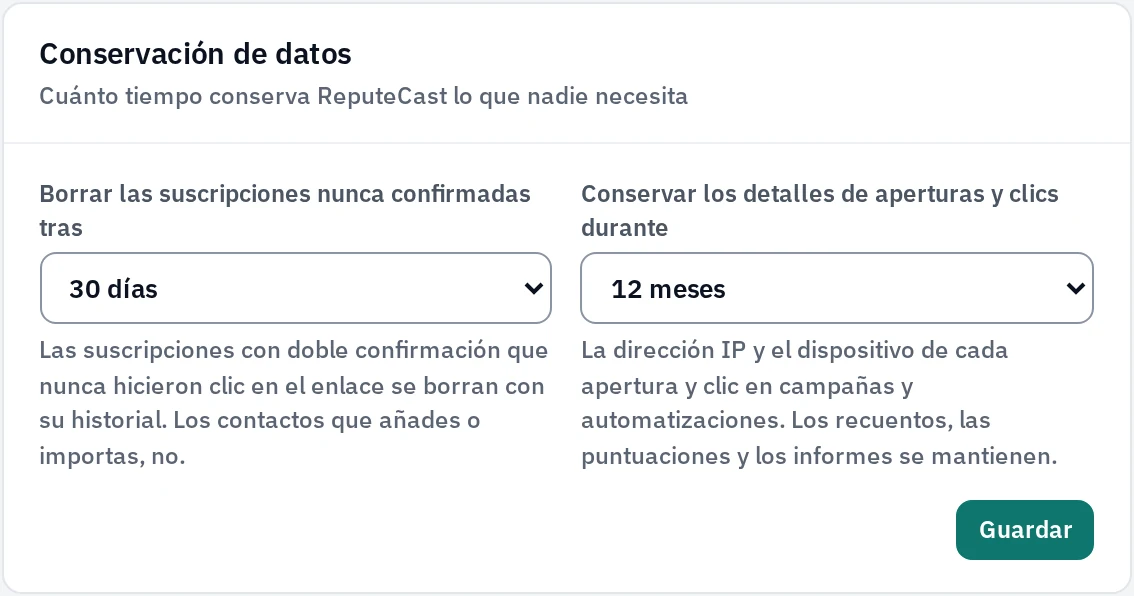 Conservación de datos
Cuánto tiempo conserva ReputeCast lo que nadie necesita
Borrar las suscripciones nunca confirmadas
tras
30 días
Las suscripciones con doble confirmación que
nunca hicieron clic en el enlace se borran con
su historial. Los contactos que añades o
importas, no.
Conservar los detalles de aperturas y clics
durante
12 meses
La dirección IP y el dispositivo de cada
apertura y clic en campañas y
automatizaciones. Los recuentos, las
puntuaciones y los informes se mantienen.
Guardar